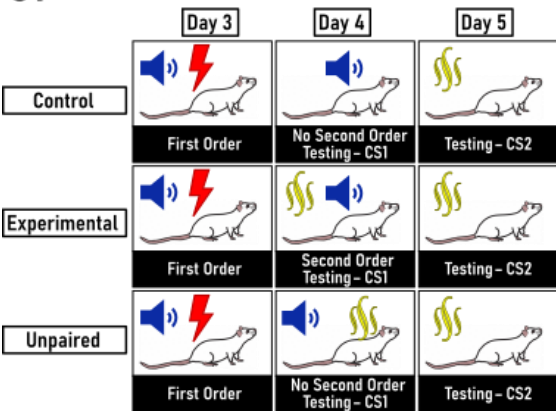 Day 3
Day 4
Day 5
Control
First Order
No Second Order
Testing – CS1
Testing – CS2
Experimental
First Order
Second Order
Testing – CS1
Testing – CS2
Unpaired
First Order
No Second Order
Testing – CS1
Testing – CS2